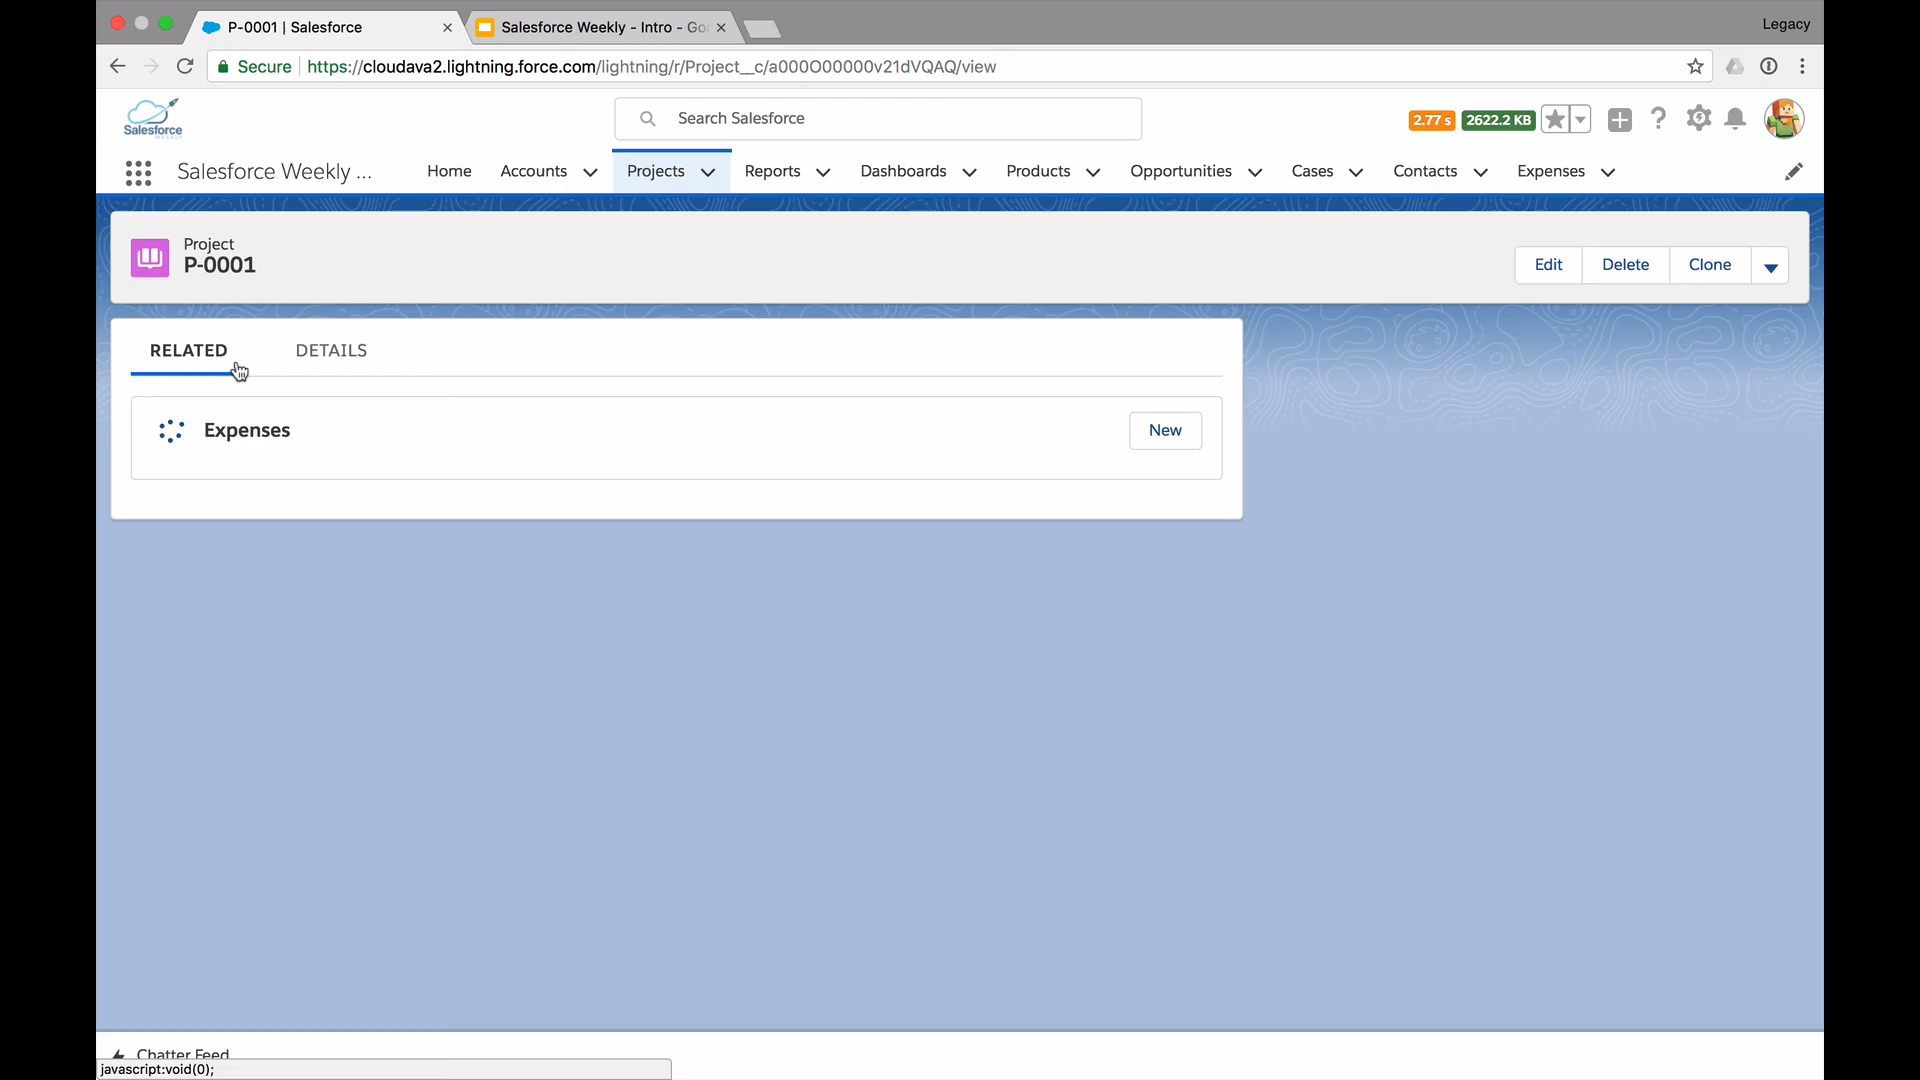 P-0001 | Salesforce
Salesforce Weekly - Intro - Goo
Legacy
Secure
https://cloudava2.lightning.force.com/lightning/r/Project__c/a000O00000v21dVQAQ/view
Salesforce
Search Salesforce
2.77 s
2622.2 KB
Salesforce Weekly ...
Home
Accounts
Projects
Reports
Dashboards
Products
Opportunities
Cases
Contacts
Expenses
Project
P-0001
Edit
Delete
Clone
RELATED
DETAILS
Expenses
New
Chatter Feed
javascript:void(0);